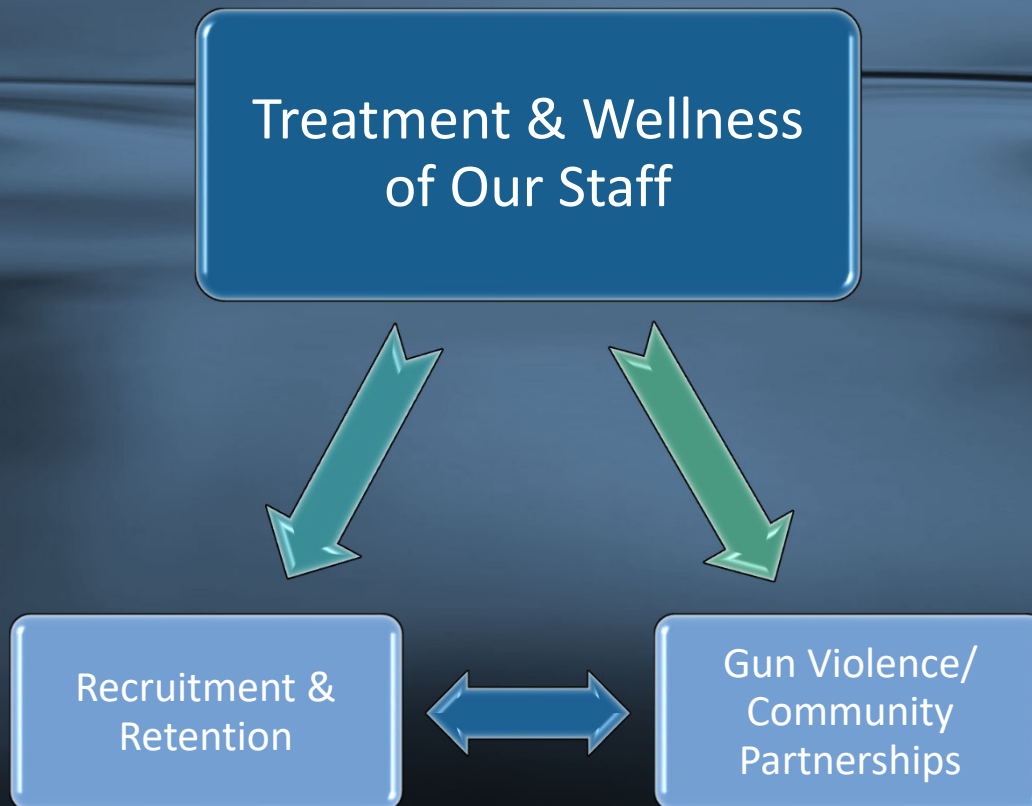 Treatment & Wellness
of Our Staff
Recruitment &
Retention
Gun Violence/
Community
Partnerships